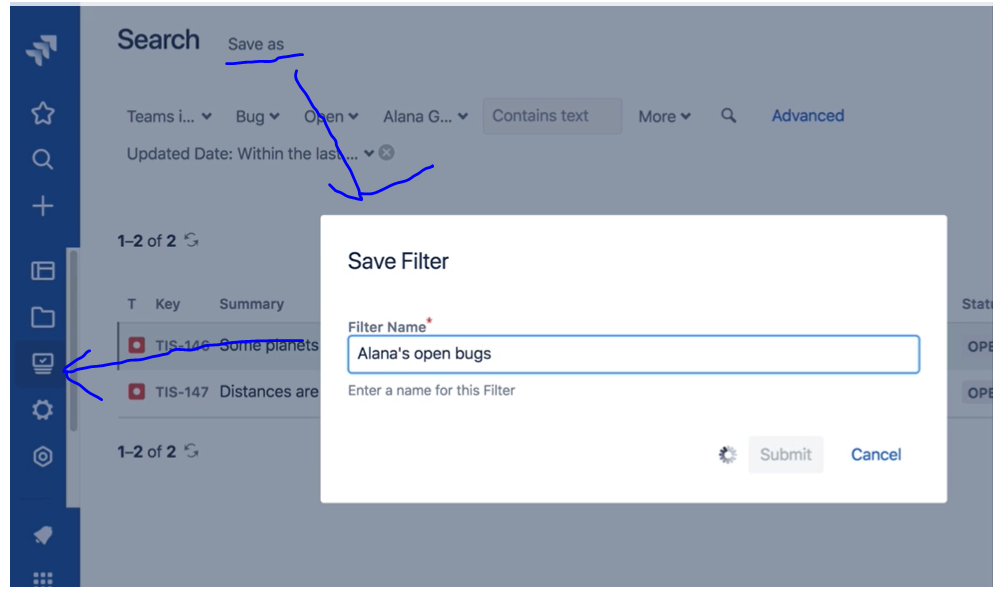 Search Save as
Teams i... Bug Open Alana G... Contains text More Advanced
Updated Date: Within the last ...
1–2 of 2
Save Filter
T Key Summary Statu
Filter Name*
TIS-146 Some planets OPE
Alana's open bugs
TIS-147 Distances are OPE
Enter a name for this Filter
1–2 of 2
Submit Cancel